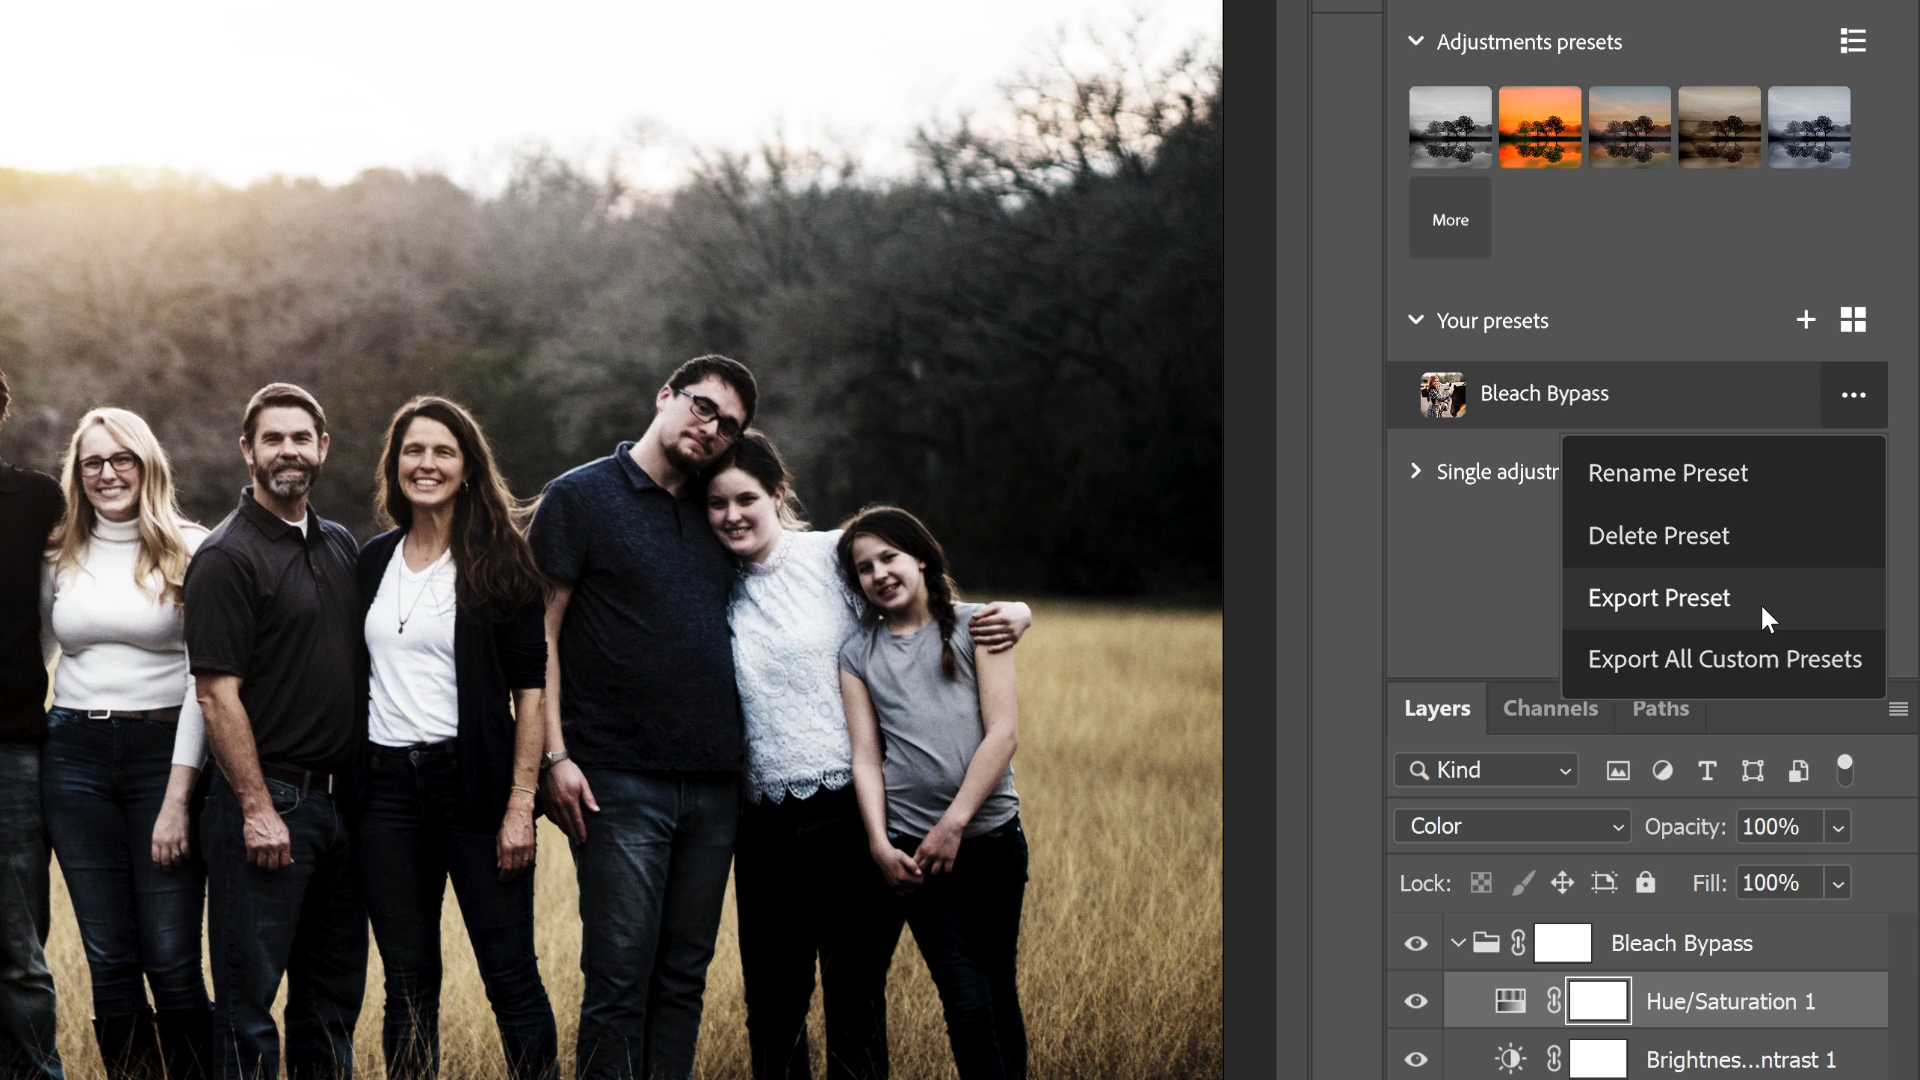 Adjustments presets
More
Your presets
Bleach Bypass
Single adjustr
Rename Preset
Delete Preset
Export Preset
Export All Custom Presets
Layers Channels Paths
Kind
Color Opacity: 100%
Lock: Fill: 100%
Bleach Bypass
Hue/Saturation 1
Brightnes...ntrast 1